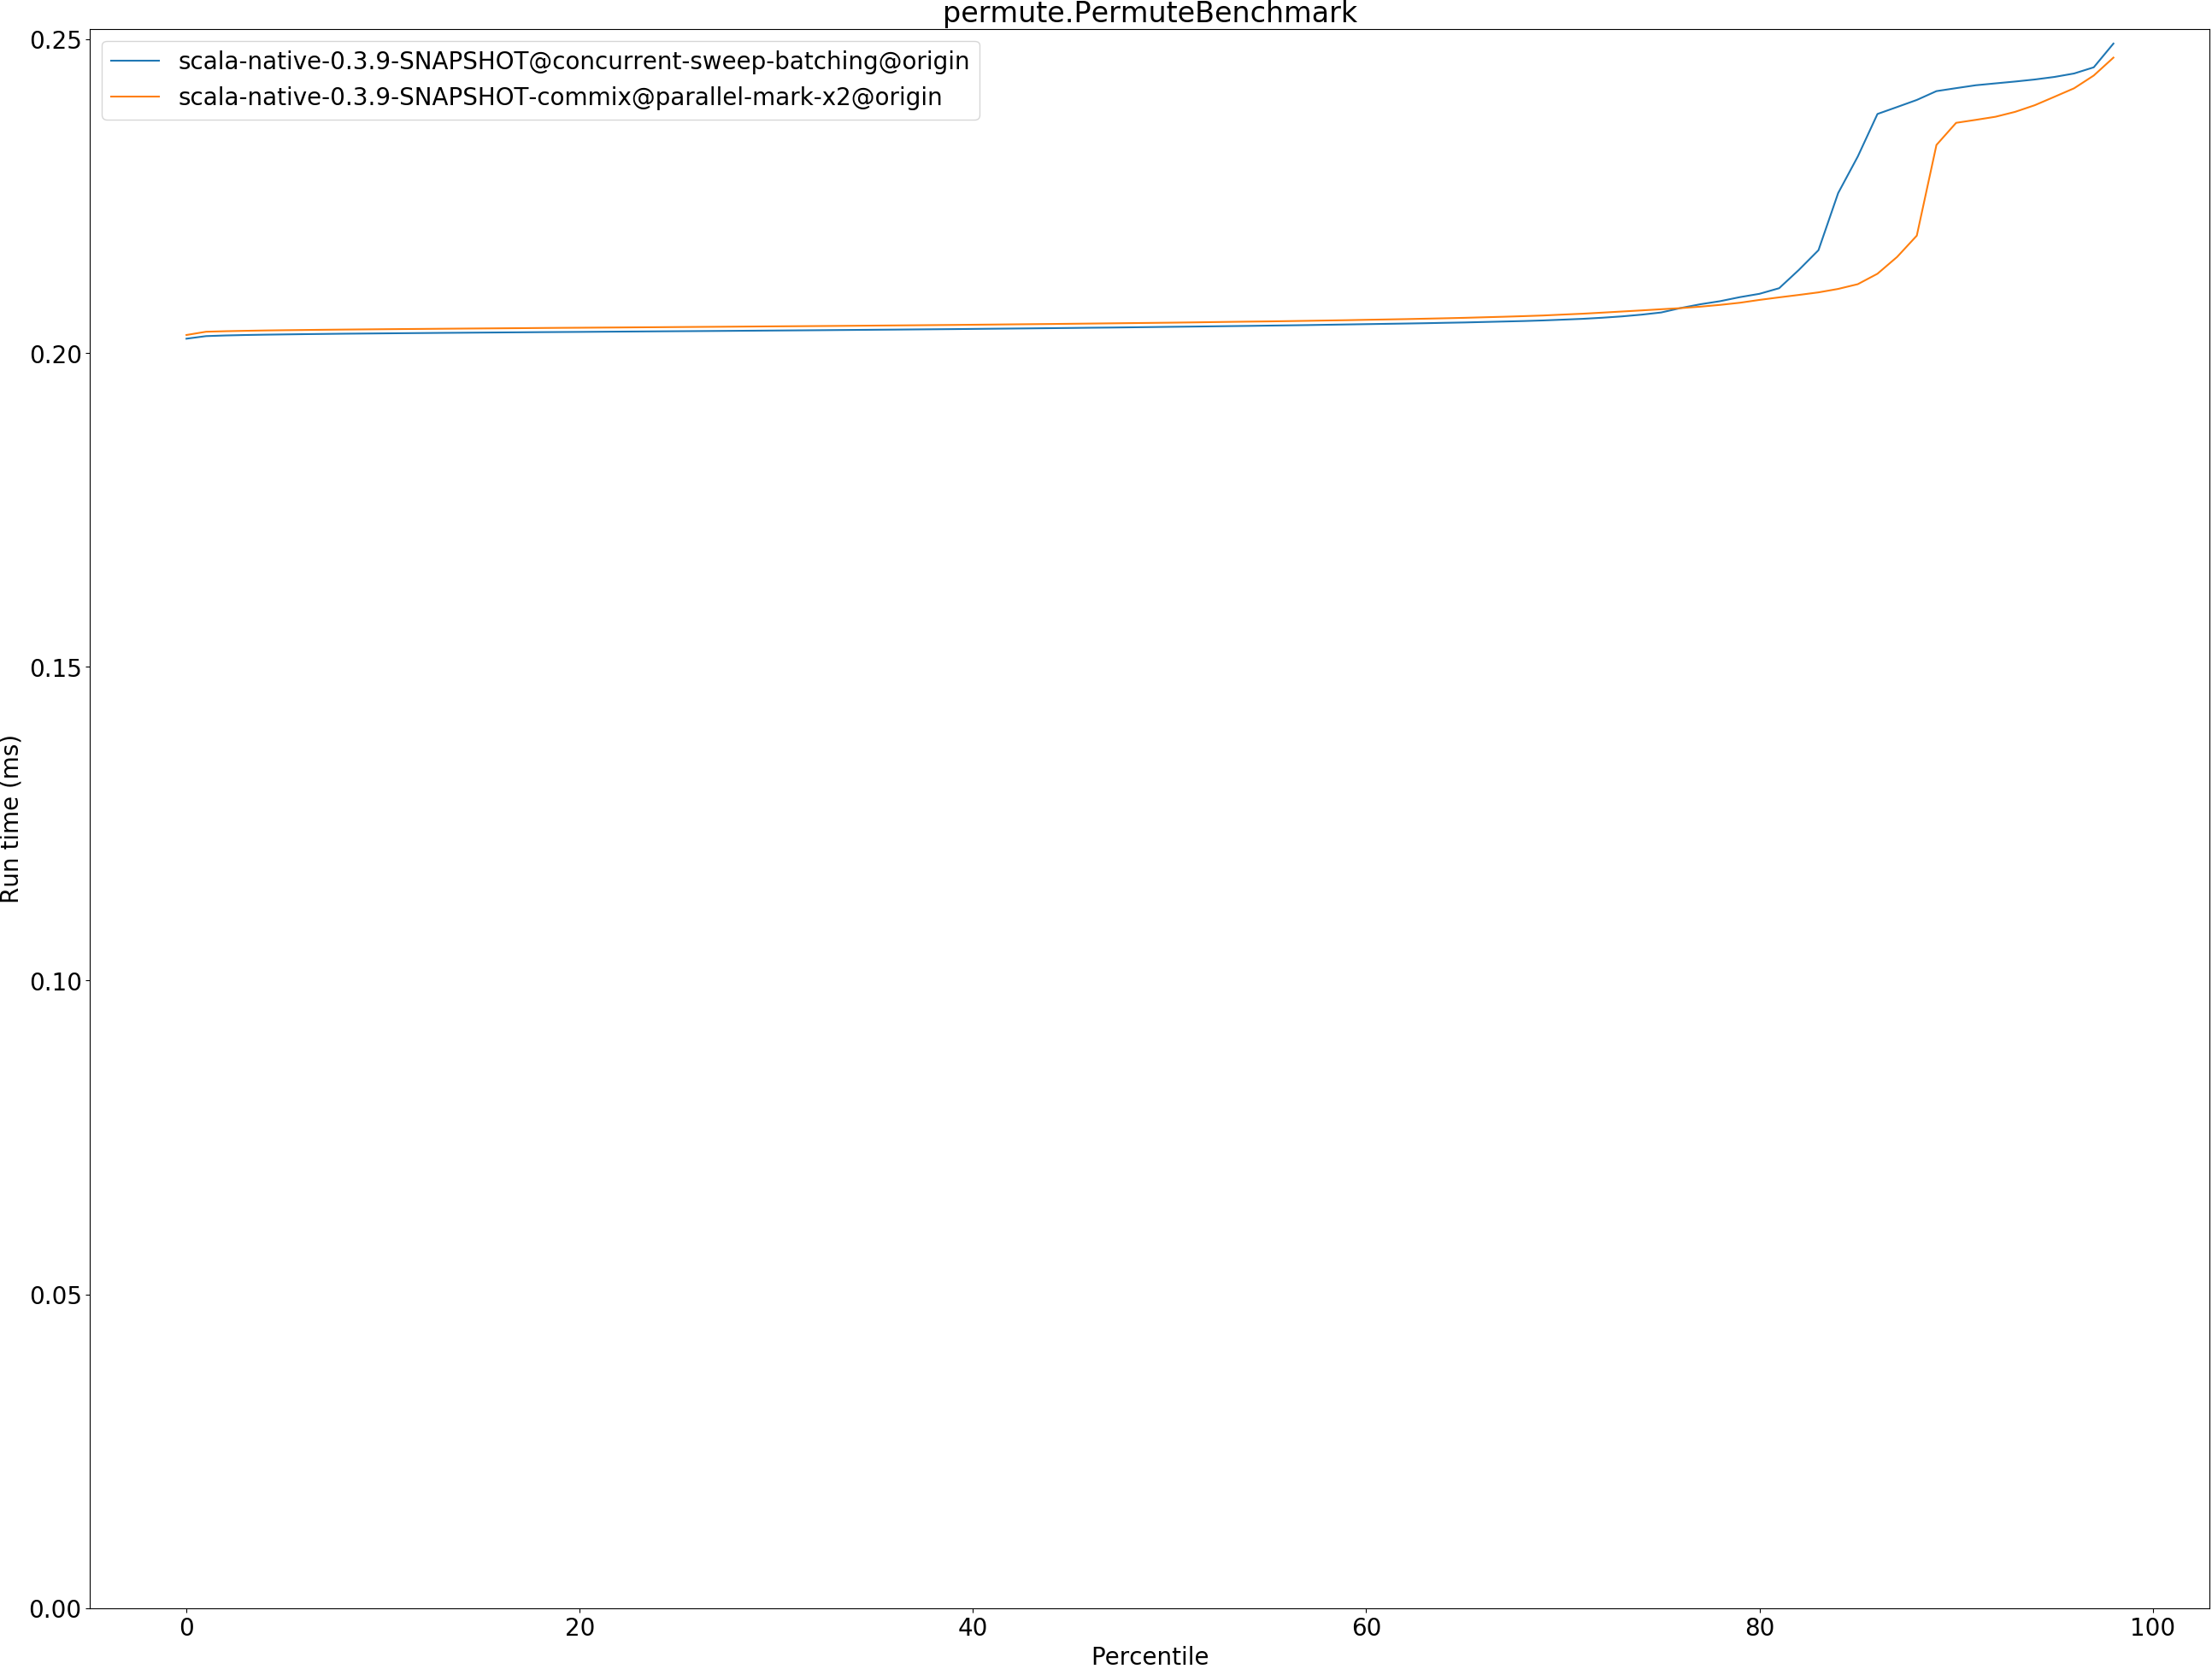 permute.PermuteBenchmark
scala-native-0.3.9-SNAPSHOT@concurrent-sweep-batching@origin
scala-native-0.3.9-SNAPSHOT-commix@parallel-mark-x2@origin
0.25
0.20
0.15
0.10
0.05
0.00
Run time (ms)
0 20 40 60 80 100
Percentile